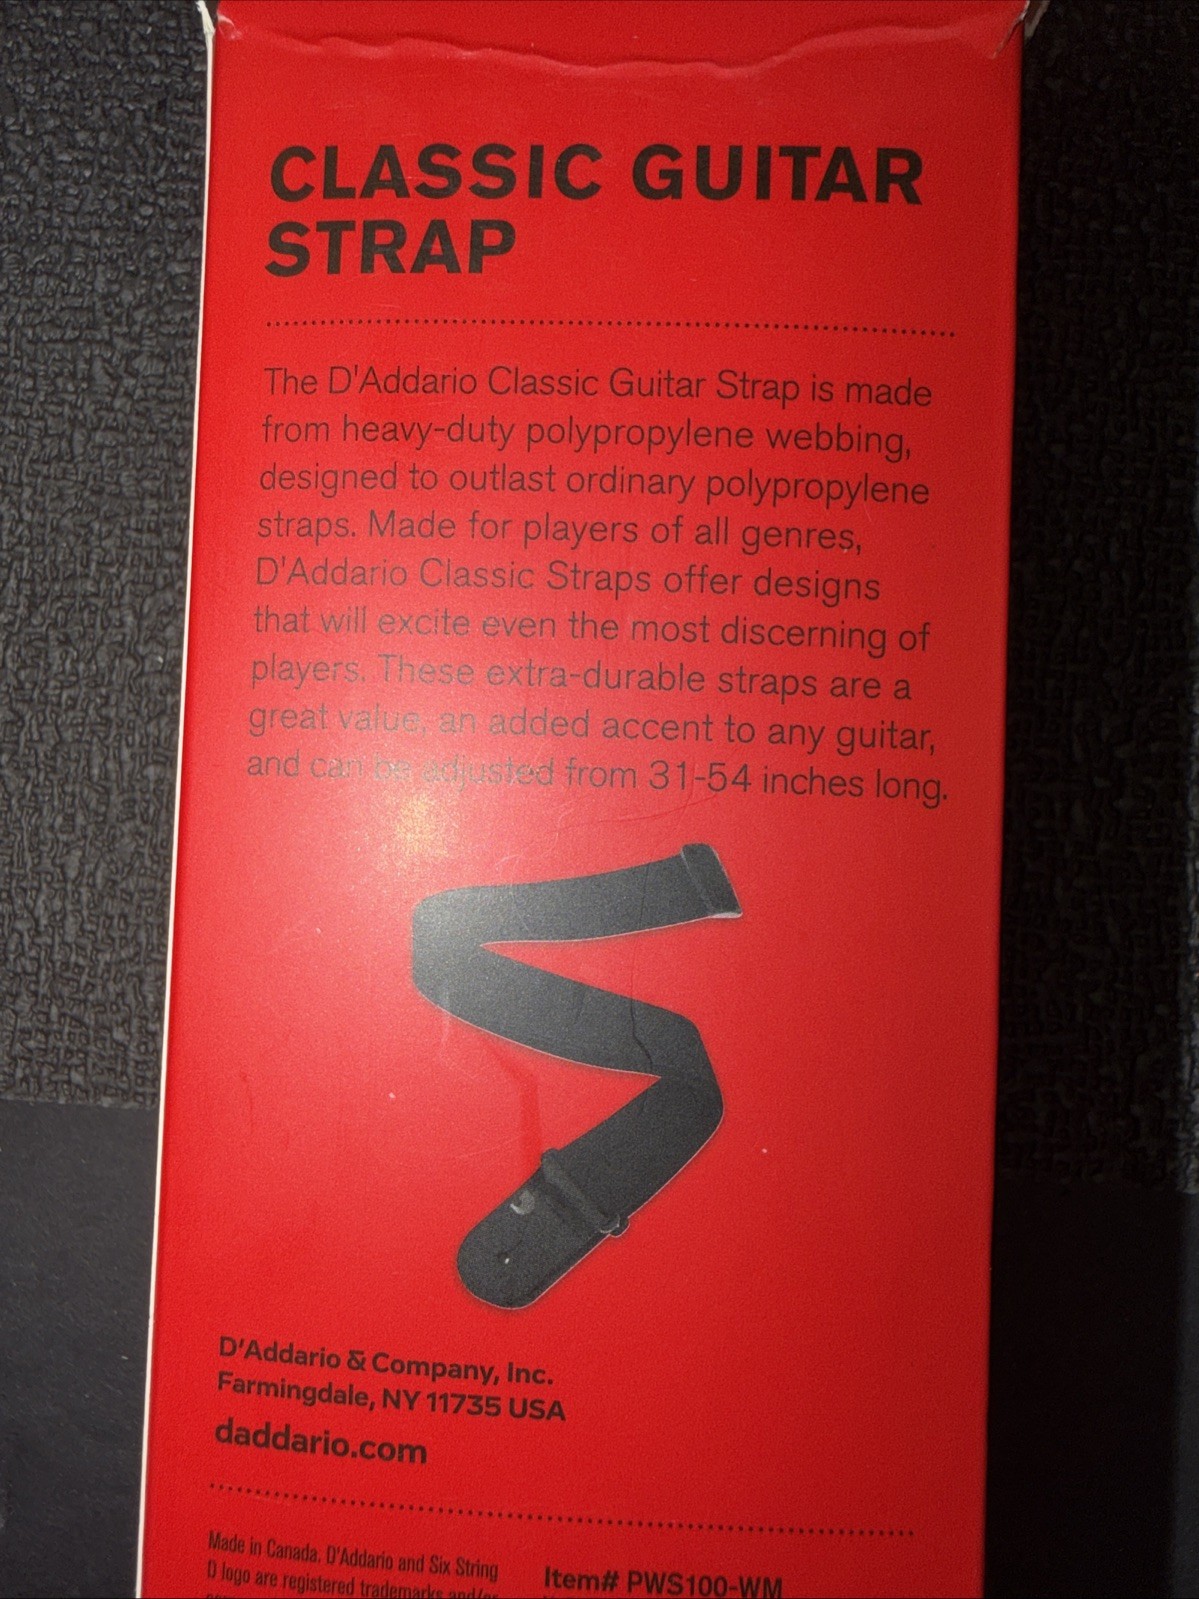 CLASSIC GUITAR
STRAP
The D'Addario Classic Guitar Strap is made
from heavy-duty polypropylene webbing,
designed to outlast ordinary polypropylene
straps. Made for players of all genres,
D'Addario Classic Straps offer designs
that will excite even the most discerning of
players. These extra-durable straps are a
great value, an added accent to any guitar,
and can be adjusted from 31-54 inches long.
D'Addario & Company, Inc.
Farmingdale, NY 11735 USA
daddario.com
Made in Canada. D'Addario and Six String
D logo are registered trademarks and/or
Item# PWS100-WM